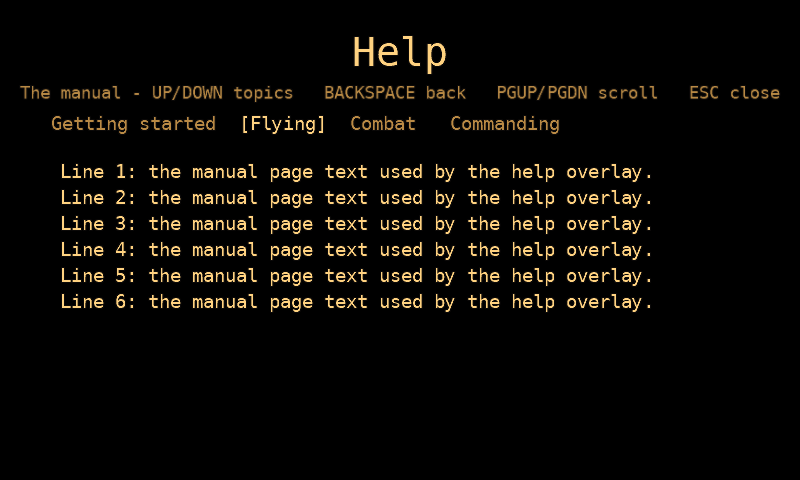 Help
The manual - UP/DOWN topics   BACKSPACE back   PGUP/PGDN scroll   ESC close
Getting started  [Flying]  Combat   Commanding
Line 1: the manual page text used by the help overlay.
Line 2: the manual page text used by the help overlay.
Line 3: the manual page text used by the help overlay.
Line 4: the manual page text used by the help overlay.
Line 5: the manual page text used by the help overlay.
Line 6: the manual page text used by the help overlay.